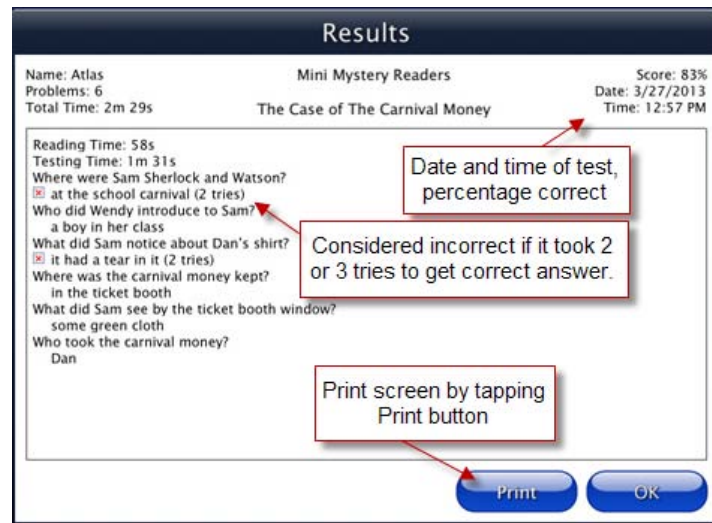 Results
Name: Atlas
Mini Mystery Readers
Score: 83%
Problems: 6
Date: 3/27/2013
Total Time: 2m 29s
The Case of The Carnival Money
Time: 12:57 PM
Reading Time: 58s
Testing Time: 1m 31s
Where were Sam Sherlock and Watson?
at the school carnival (2 tries)
Who did Wendy introduce to Sam?
a boy in her class
What did Sam notice about Dan's shirt?
it had a tear in it (2 tries)
Where was the carnival money kept?
in the ticket booth
What did Sam see by the ticket booth window?
some green cloth
Who took the carnival money?
Dan
Date and time of test,
percentage correct
Considered incorrect if it took 2
or 3 tries to get correct answer.
Print screen by tapping
Print button
Print
OK